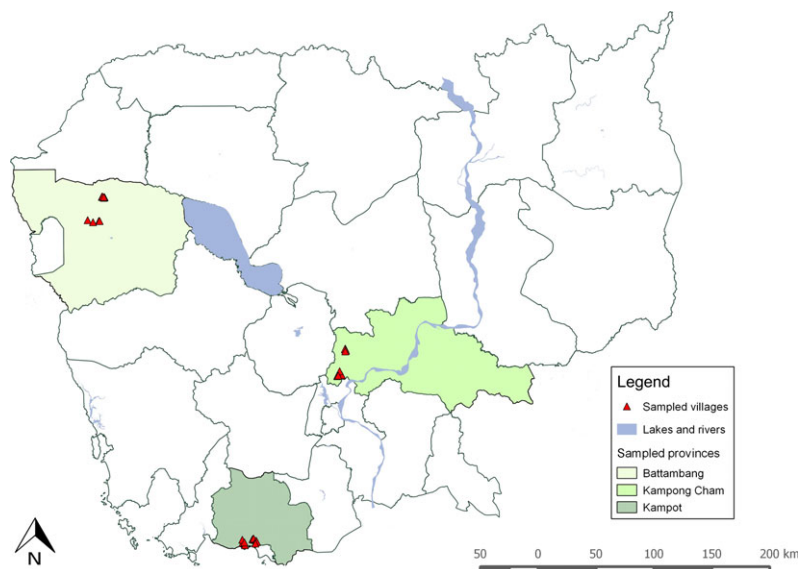 Legend
Sampled villages
Lakes and rivers
Sampled provinces
Battambang
Kampong Cham
Kampot
N
50 0 50 100 150 200 km